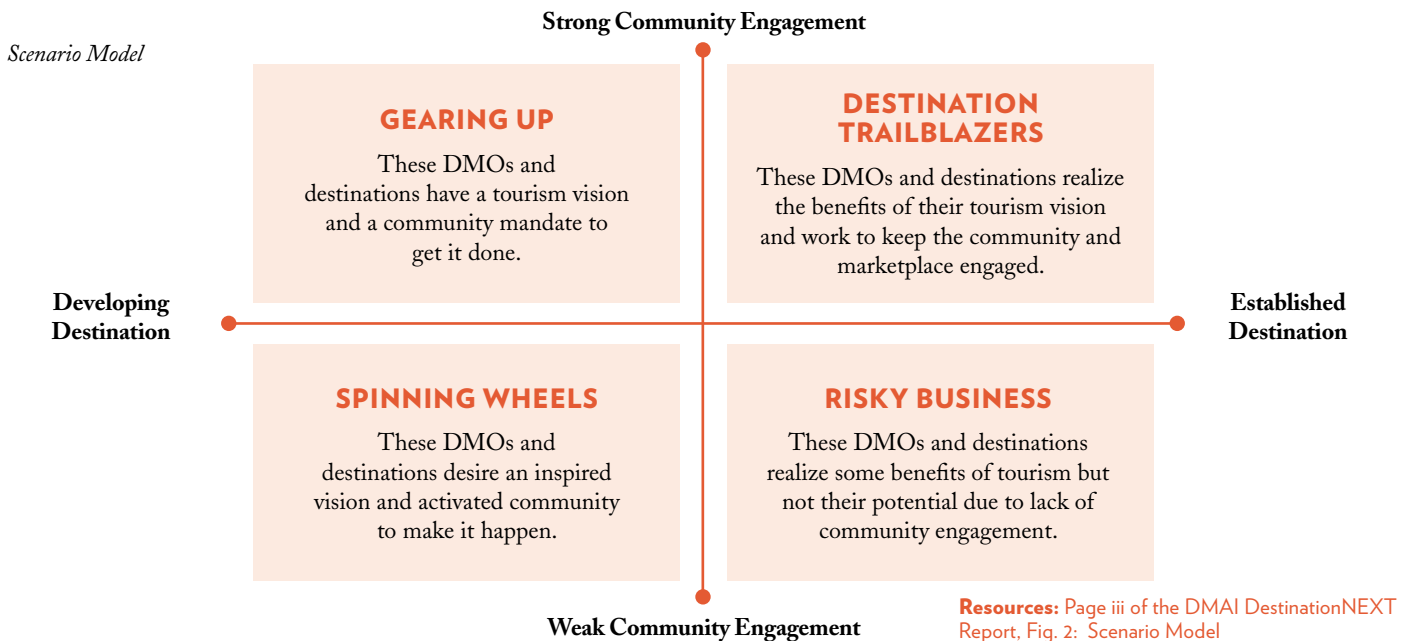 Strong Community Engagement
Scenario Model
GEARING UP
These DMOs and
destinations have a tourism vision
and a community mandate to
get it done.
DESTINATION
TRAILBLAZERS
These DMOs and destinations realize
the benefits of their tourism vision
and work to keep the community and
marketplace engaged.
Developing
Destination
Established
Destination
SPINNING WHEELS
These DMOs and
destinations desire an inspired
vision and activated community
to make it happen.
RISKY BUSINESS
These DMOs and destinations
realize some benefits of tourism but
not their potential due to lack of
community engagement.
Weak Community Engagement
Resources: Page iii of the DMAI DestinationNEXT
Report, Fig. 2: Scenario Model